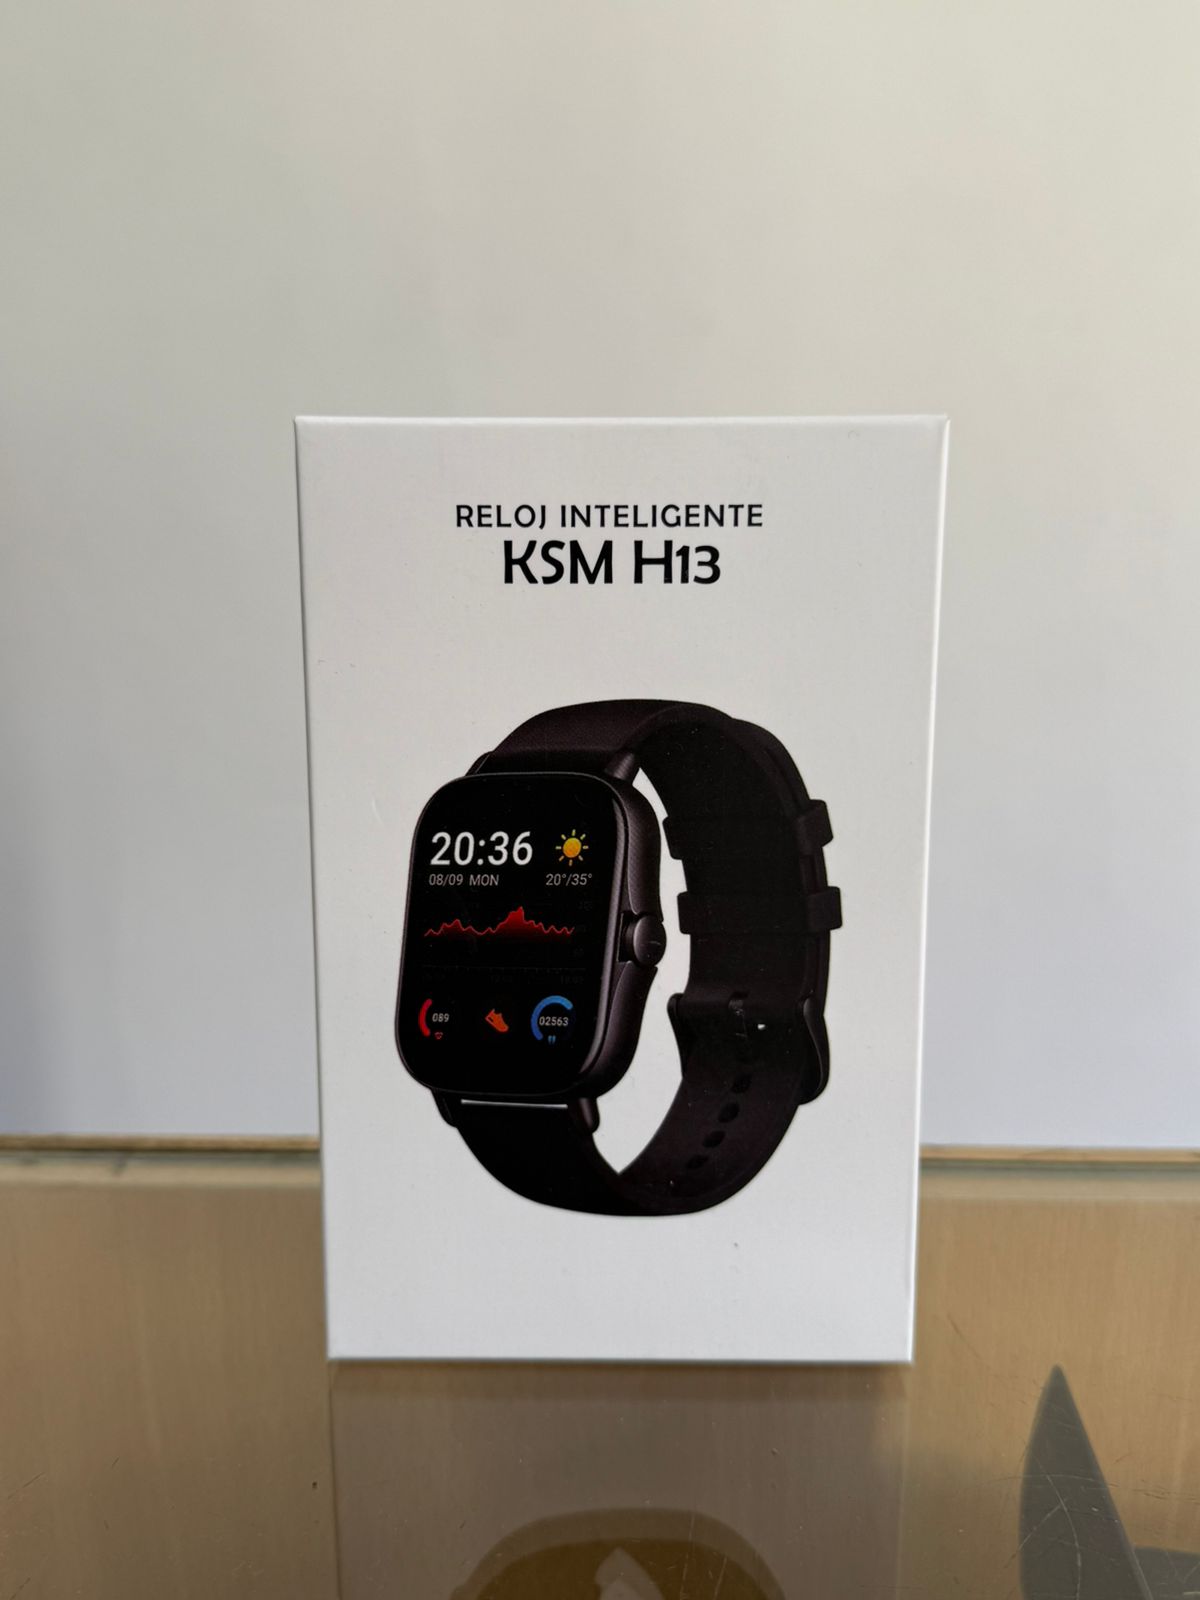 RELOJ INTELIGENTE
KSM H13
20:36
08/09 MON 20°/35°
089 02563